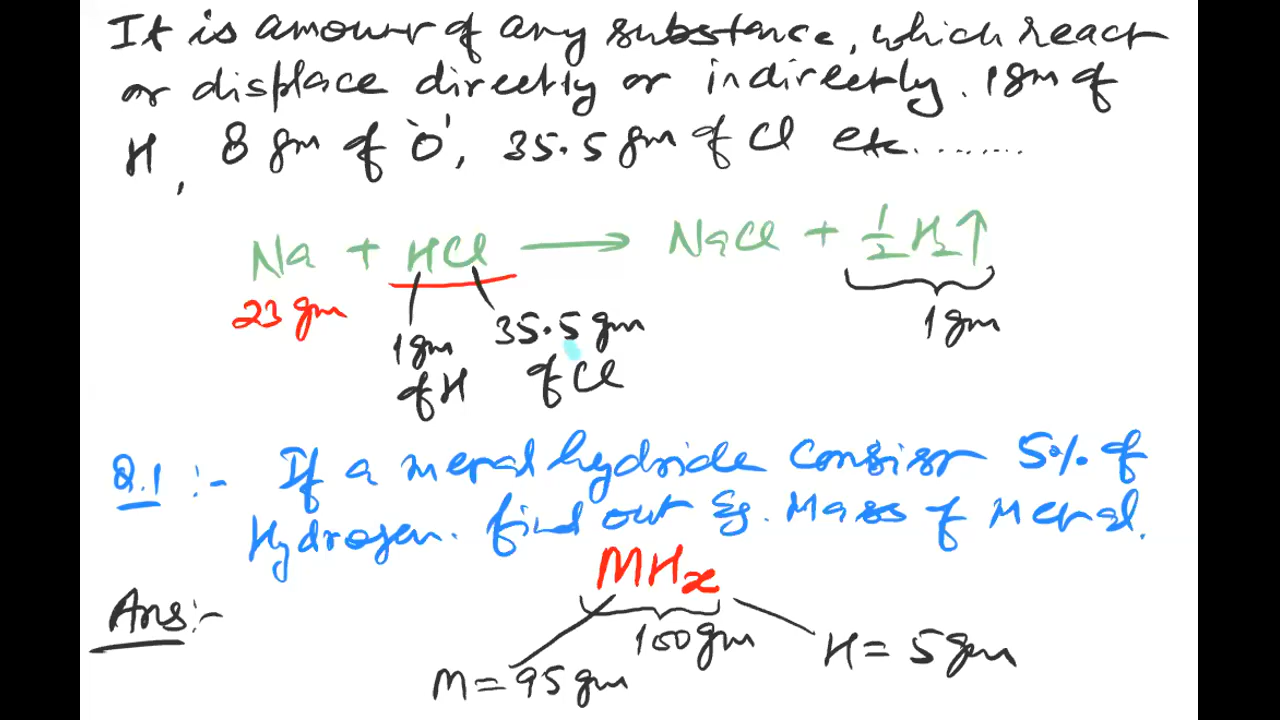 It is amount of any substance, which react
or displace directly or indirectly. 1gm of
H, 8 gm of 'O', 35.5 gm of Cl etc........
Na + HCl ⟶ NaCl + 1/2 H₂↑
23 gm
1gm of H
35.5 gm of Cl
1gm
Q.1 :- If a metal hydride consist 5% of
Hydrogen. find out Eq. Mass of Metal.
MHx
Ans:-
100gm
M = 95 gm
H = 5 gm